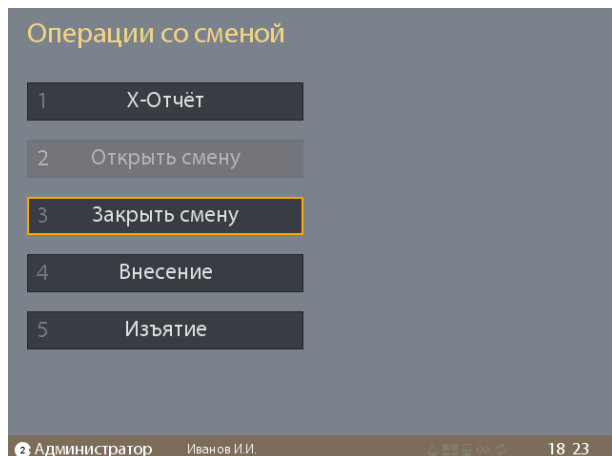 Операции со сменой
1 Х-Отчёт
2 Открыть смену
3 Закрыть смену
4 Внесение
5 Изъятие
2 Администратор Иванов И.И. 18 23